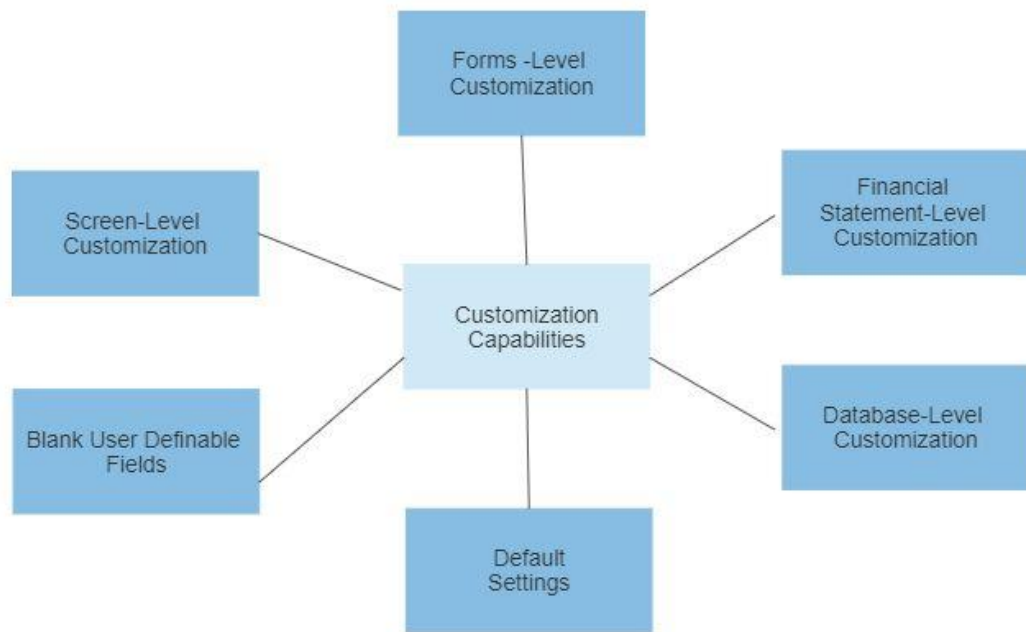 Forms -Level
Customization
Screen-Level
Customization
Financial
Statement-Level
Customization
Customization
Capabilities
Blank User Definable
Fields
Database-Level
Customization
Default
Settings